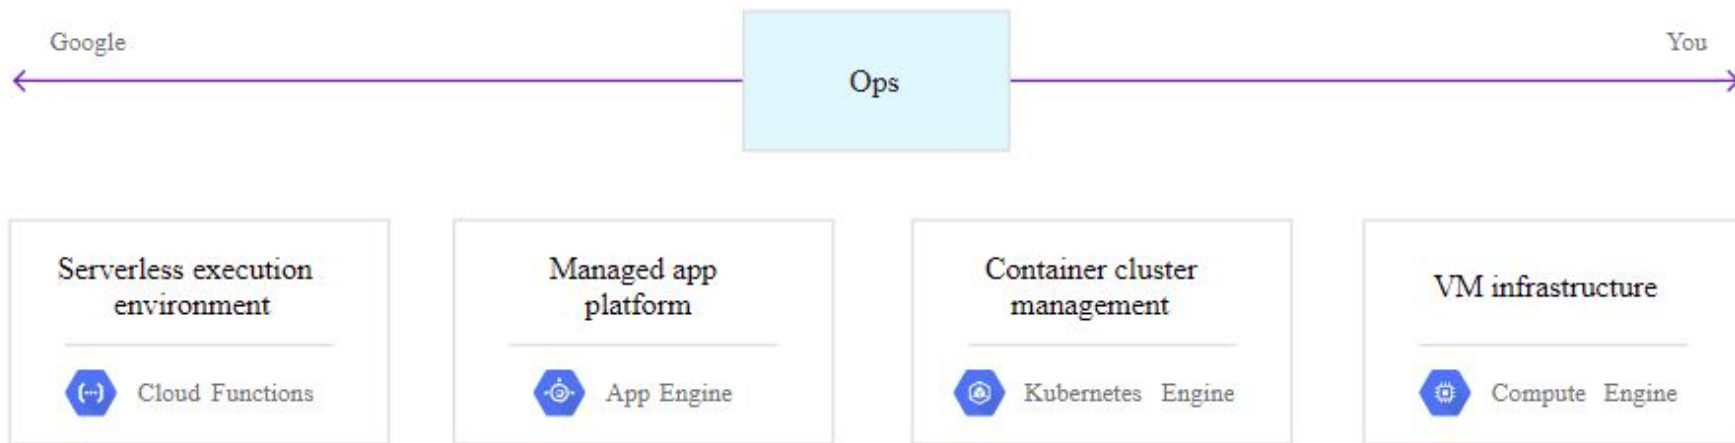 Google
You
Ops
Serverless execution
environment
Cloud Functions
Managed app
platform
App Engine
Container cluster
management
Kubernetes Engine
VM infrastructure
Compute Engine